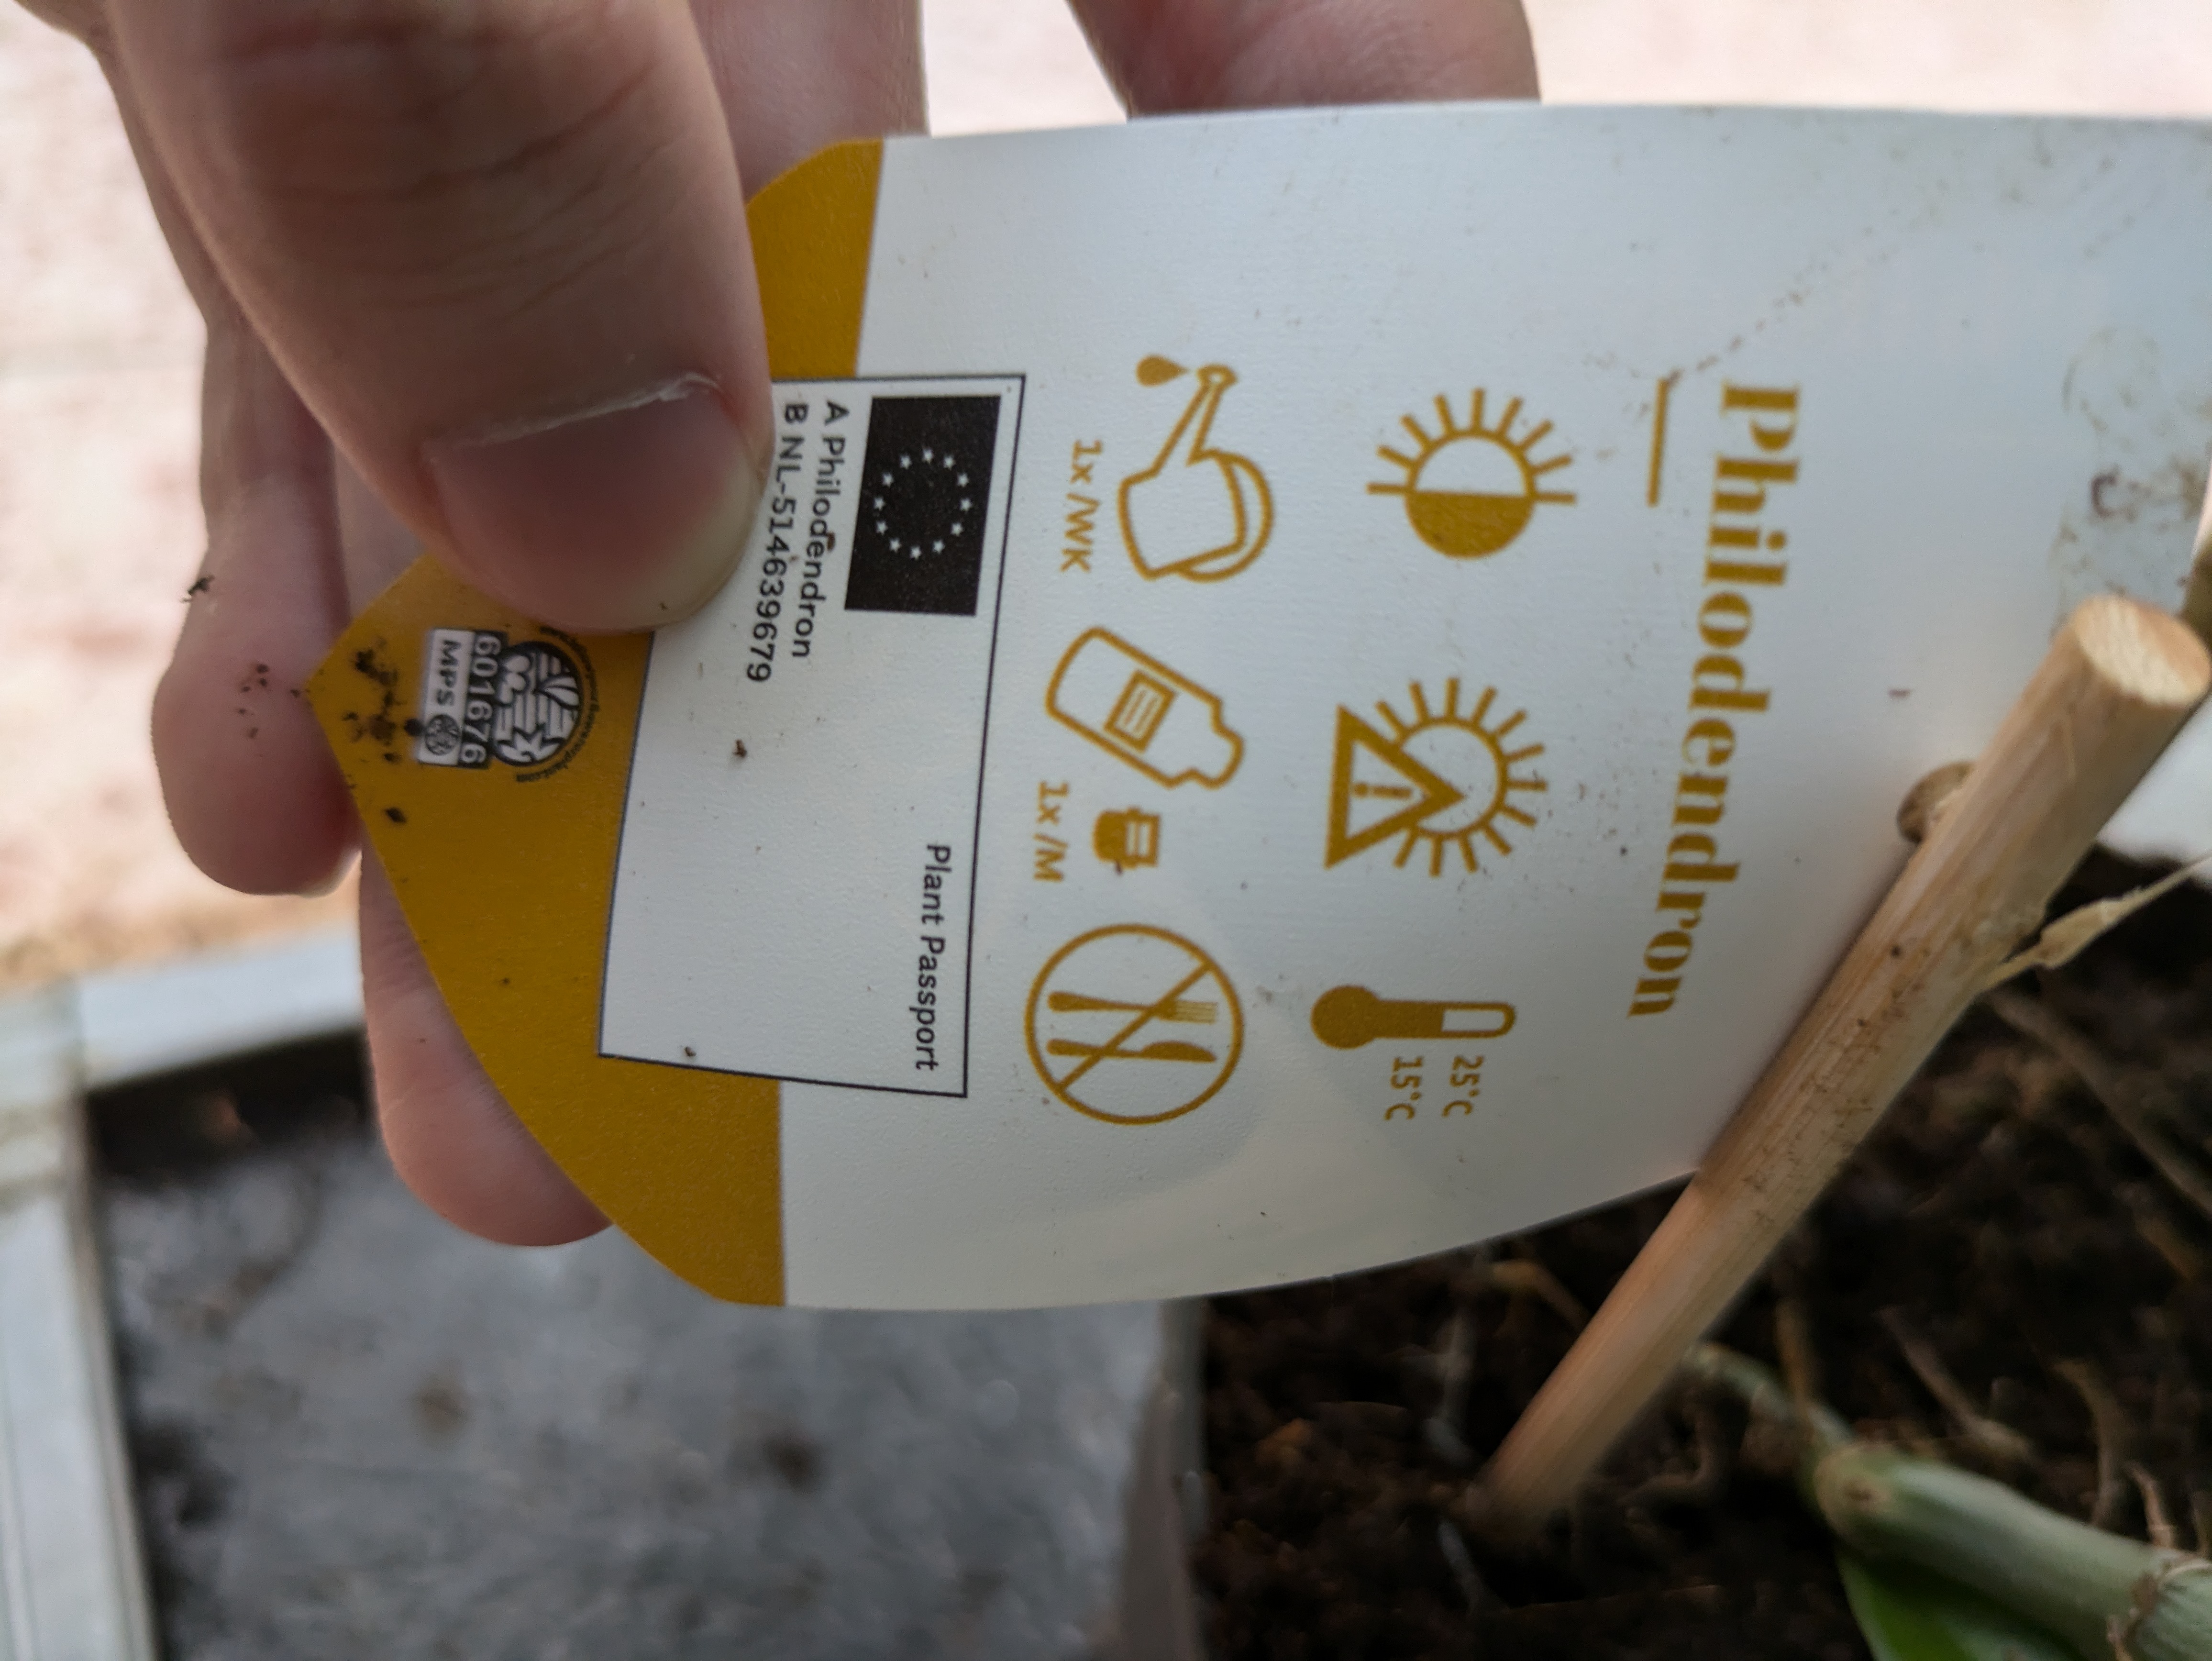 Philodendron
25°C
15°C
1x /WK
1x /M
Plant Passport
A Philodendron
B NL-514639679
601676
MPS